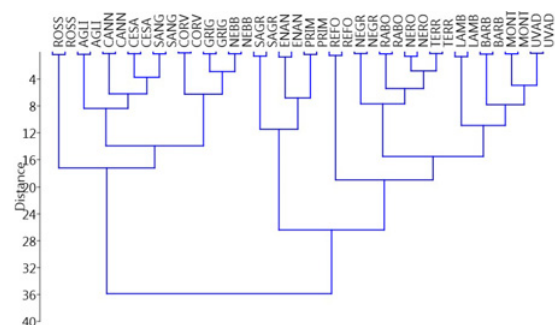 ROSS
ROSS
AGLI
AGLI
CANN
CANN
CESA
CESA
SANG
SANG
CORV
CORV
GRIG
GRIG
NEBB
NEBB
SAGR
SAGR
ENAN
ENAN
PRIM
PRIM
REFO
REFO
NEGR
NEGR
RABO
RABO
NERO
NERO
TERR
TERR
LAMB
LAMB
BARB
BARB
MONT
MONT
UVAD
UVAD
4
8
12
16
20
24
28
32
36
40
Distance